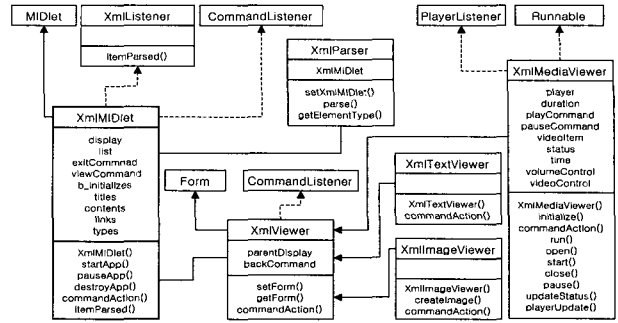 MIDlet
XmlListener
ItemParsed()
CommandListener
PlayerListener
Runnable
XmlParser
XmlMiDlet
setXmlMIDlet()
parse()
getElementType()
XmlMediaViewer
player
duration
playCommand
pauseCommand
videoItem
status
time
volumeControl
videoControl
XmlMediaViewer()
initialize()
commandAction()
run()
open()
start()
close()
pause()
updateStatus()
playerUpdate()
XmlMIDlet
display
list
exitCommnad
viewCommand
b_initializes
titles
contents
links
types
XmlMIDlet()
startApp()
pauseApp()
destroyApp()
commandAction()
ItemParsed()
Form
CommandListener
XmlViewer
parentDisplay
backCommand
setForm()
getForm()
commandAction()
XmlTextViewer
XmlTextViewer()
commandAction()
XmlImageViewer
XmlImageViewer()
createImage()
commandAction()